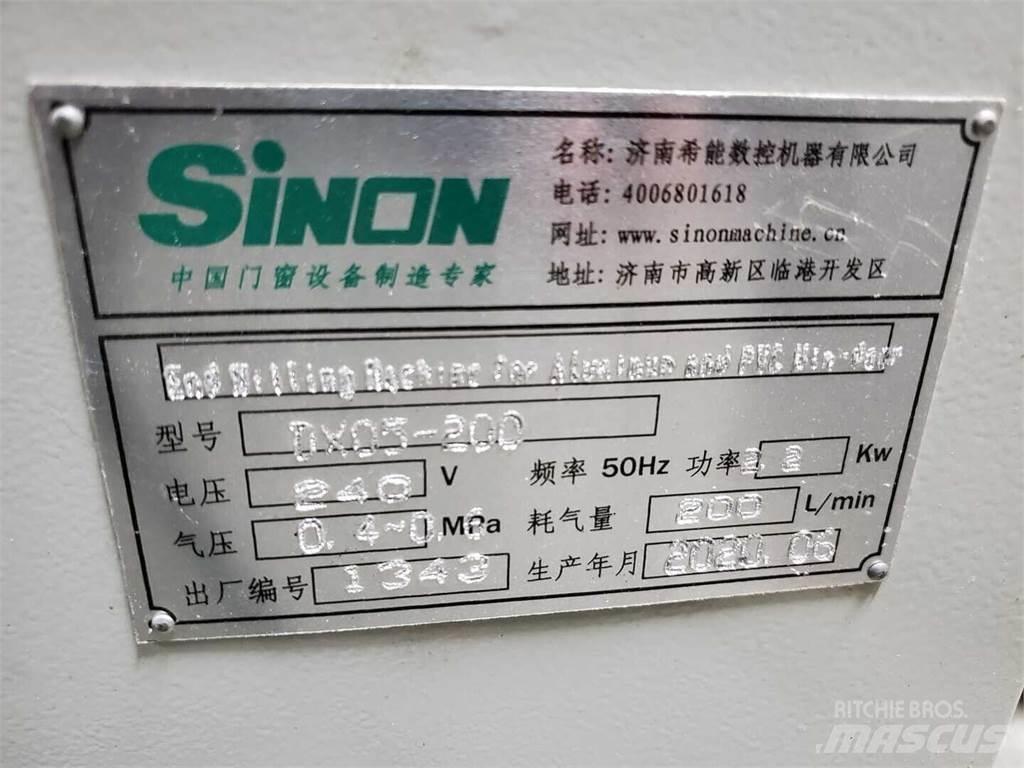 SiNON
中国门窗设备制造专家
名称: 济南希能数控机器有限公司
电话: 4006801618
网址: www.sinonmachine.cn
地址: 济南市高新区临港开发区
End Milling Machine for Aluminum and PVC Win-door
型号 DX05-200
电压 240 V 频率 50Hz 功率 2.2 Kw
气压 0.4~0.6 MPa 耗气量 200 L/min
出厂编号 1343 生产年月 2020.06
RITCHIE BROS.
MASCUS